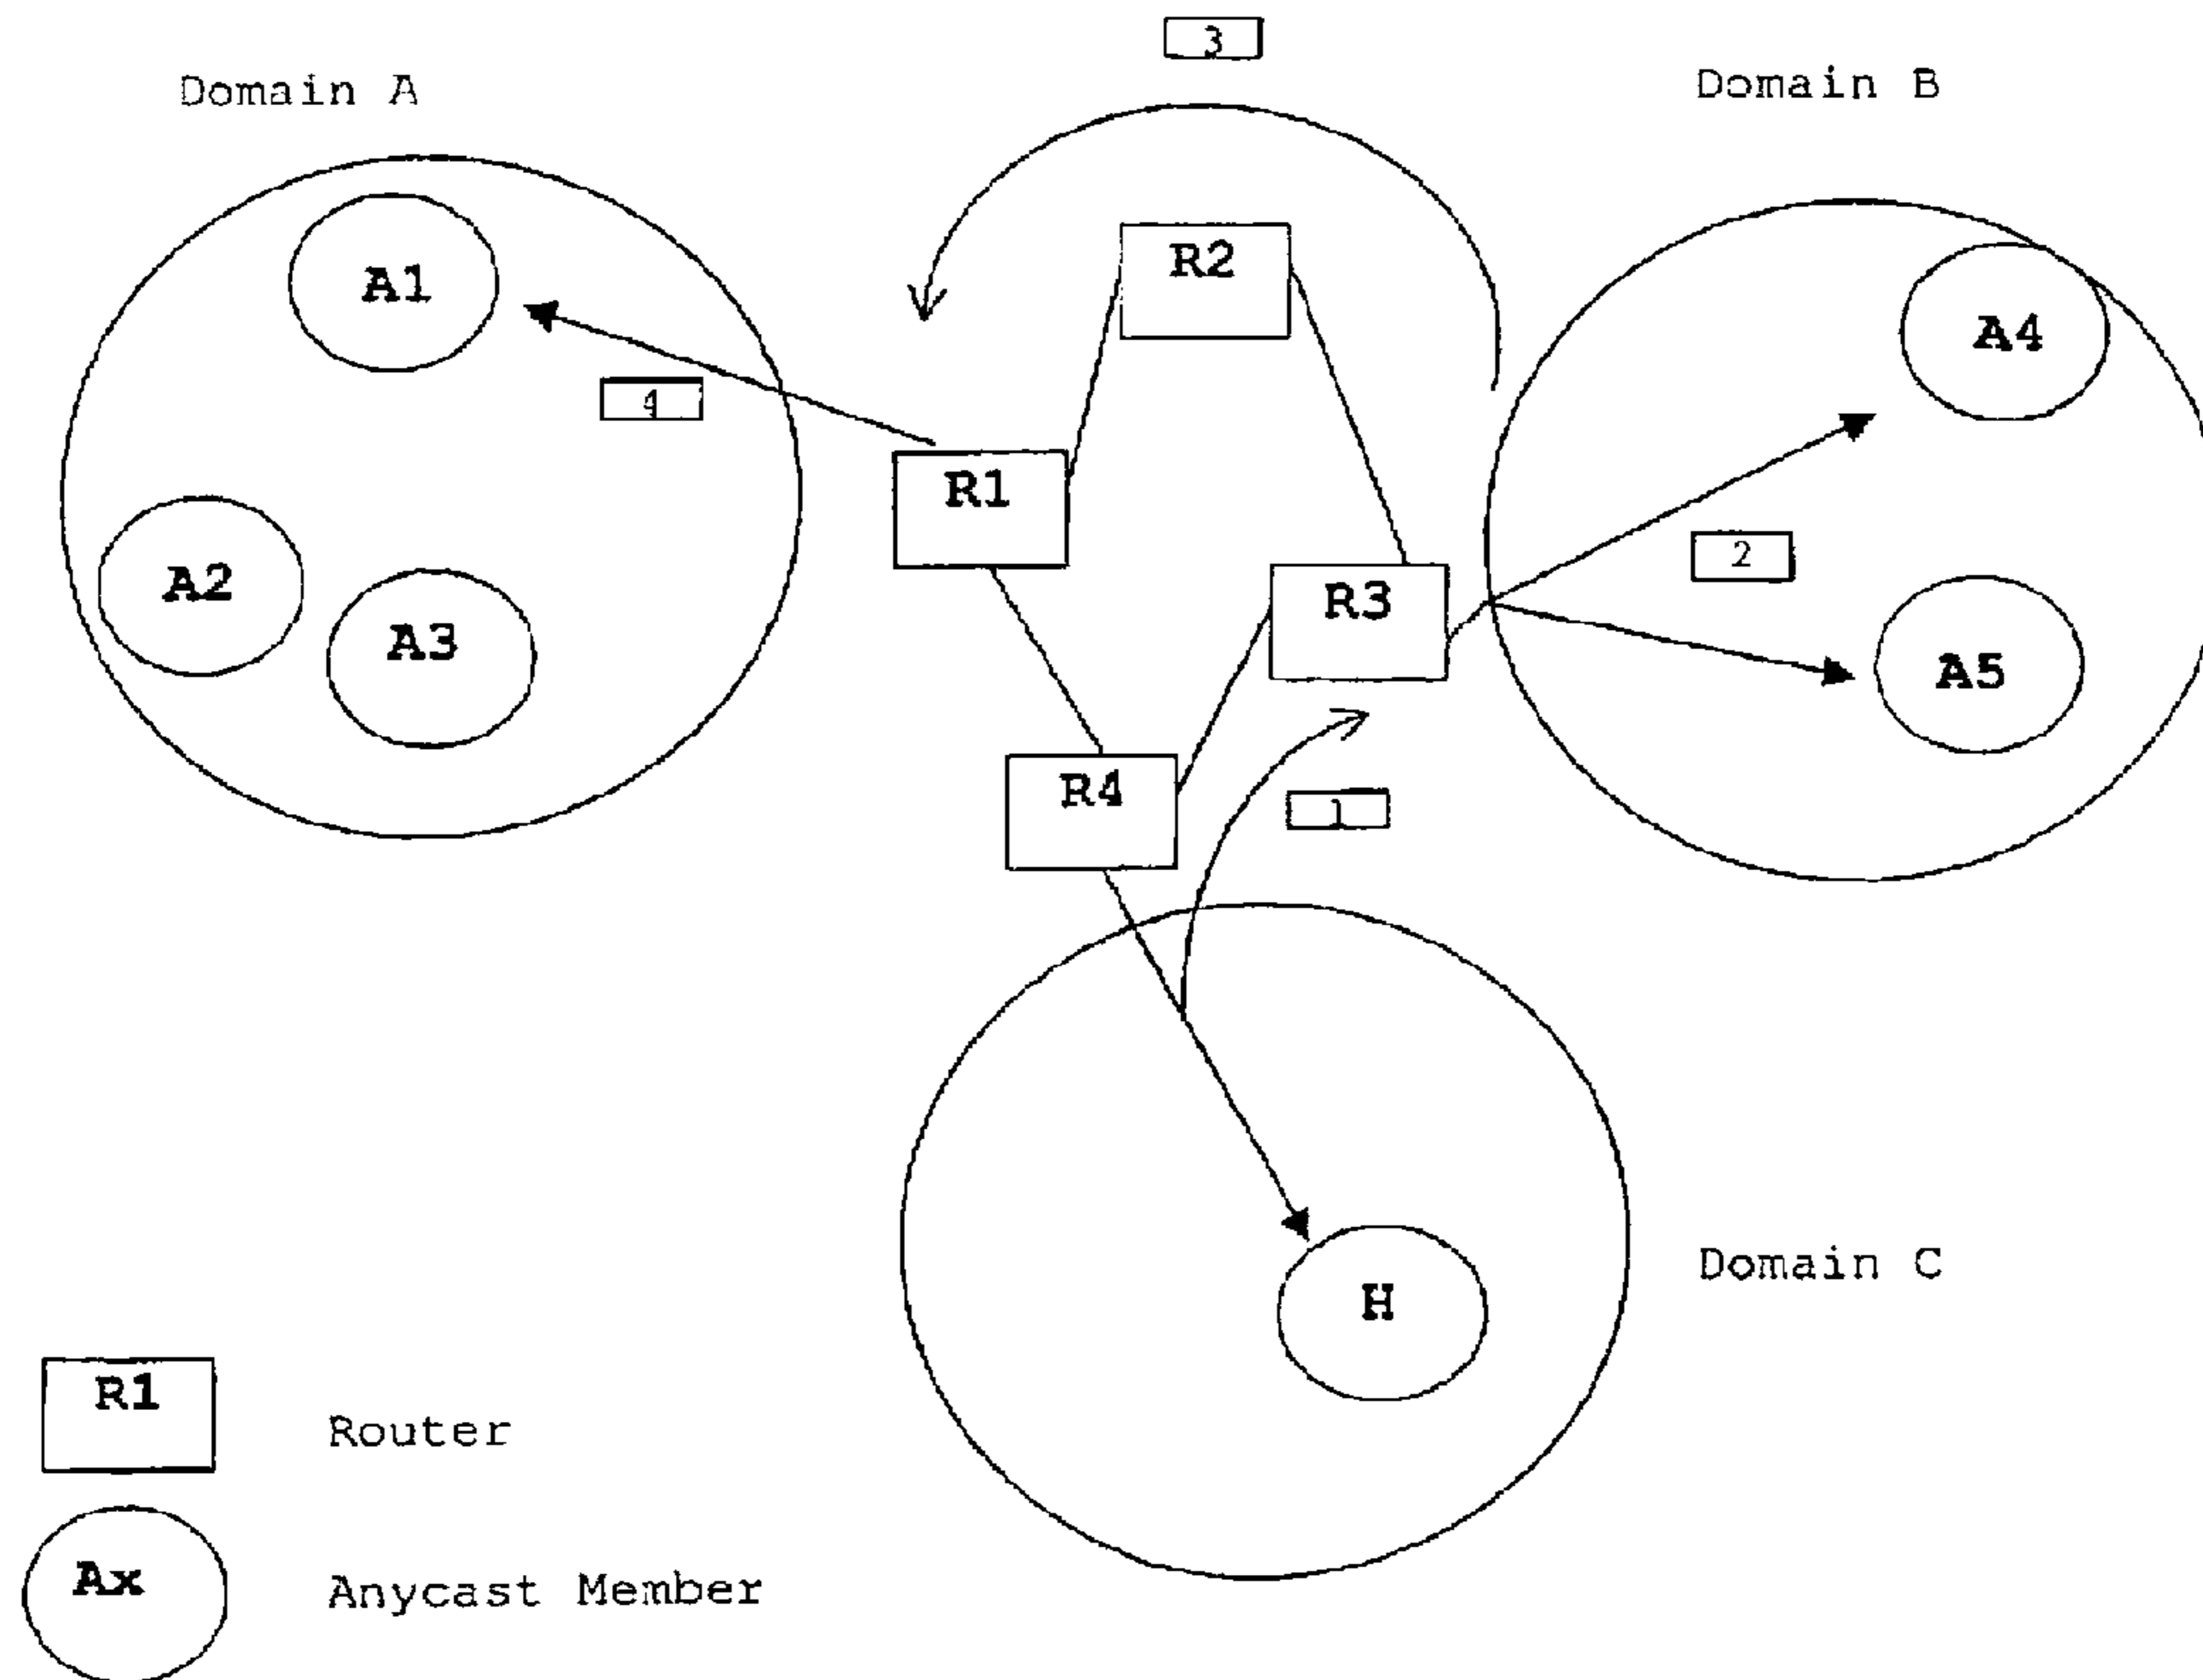 3
Domain A
Domain B
R2
A1
A4
4
R1
2
A2
R3
A3
A5
R4
1
Domain C
H
R1
Router
Ax
Anycast Member